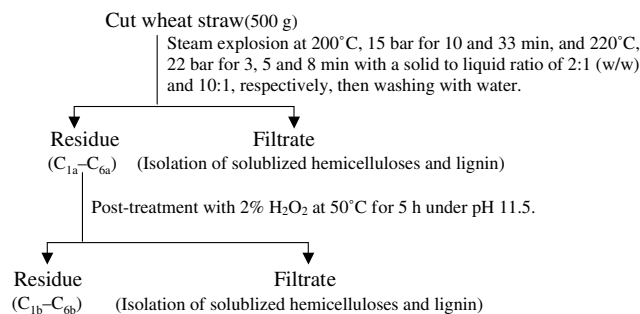 Cut wheat straw(500 g)
Steam explosion at 200°C, 15 bar for 10 and 33 min, and 220°C,
22 bar for 3, 5 and 8 min with a solid to liquid ratio of 2:1 (w/w)
and 10:1, respectively, then washing with water.
Residue Filtrate
(C1a–C6a) (Isolation of solublized hemicelluloses and lignin)
Post-treatment with 2% H2O2 at 50°C for 5 h under pH 11.5.
Residue Filtrate
(C1b–C6b) (Isolation of solublized hemicelluloses and lignin)